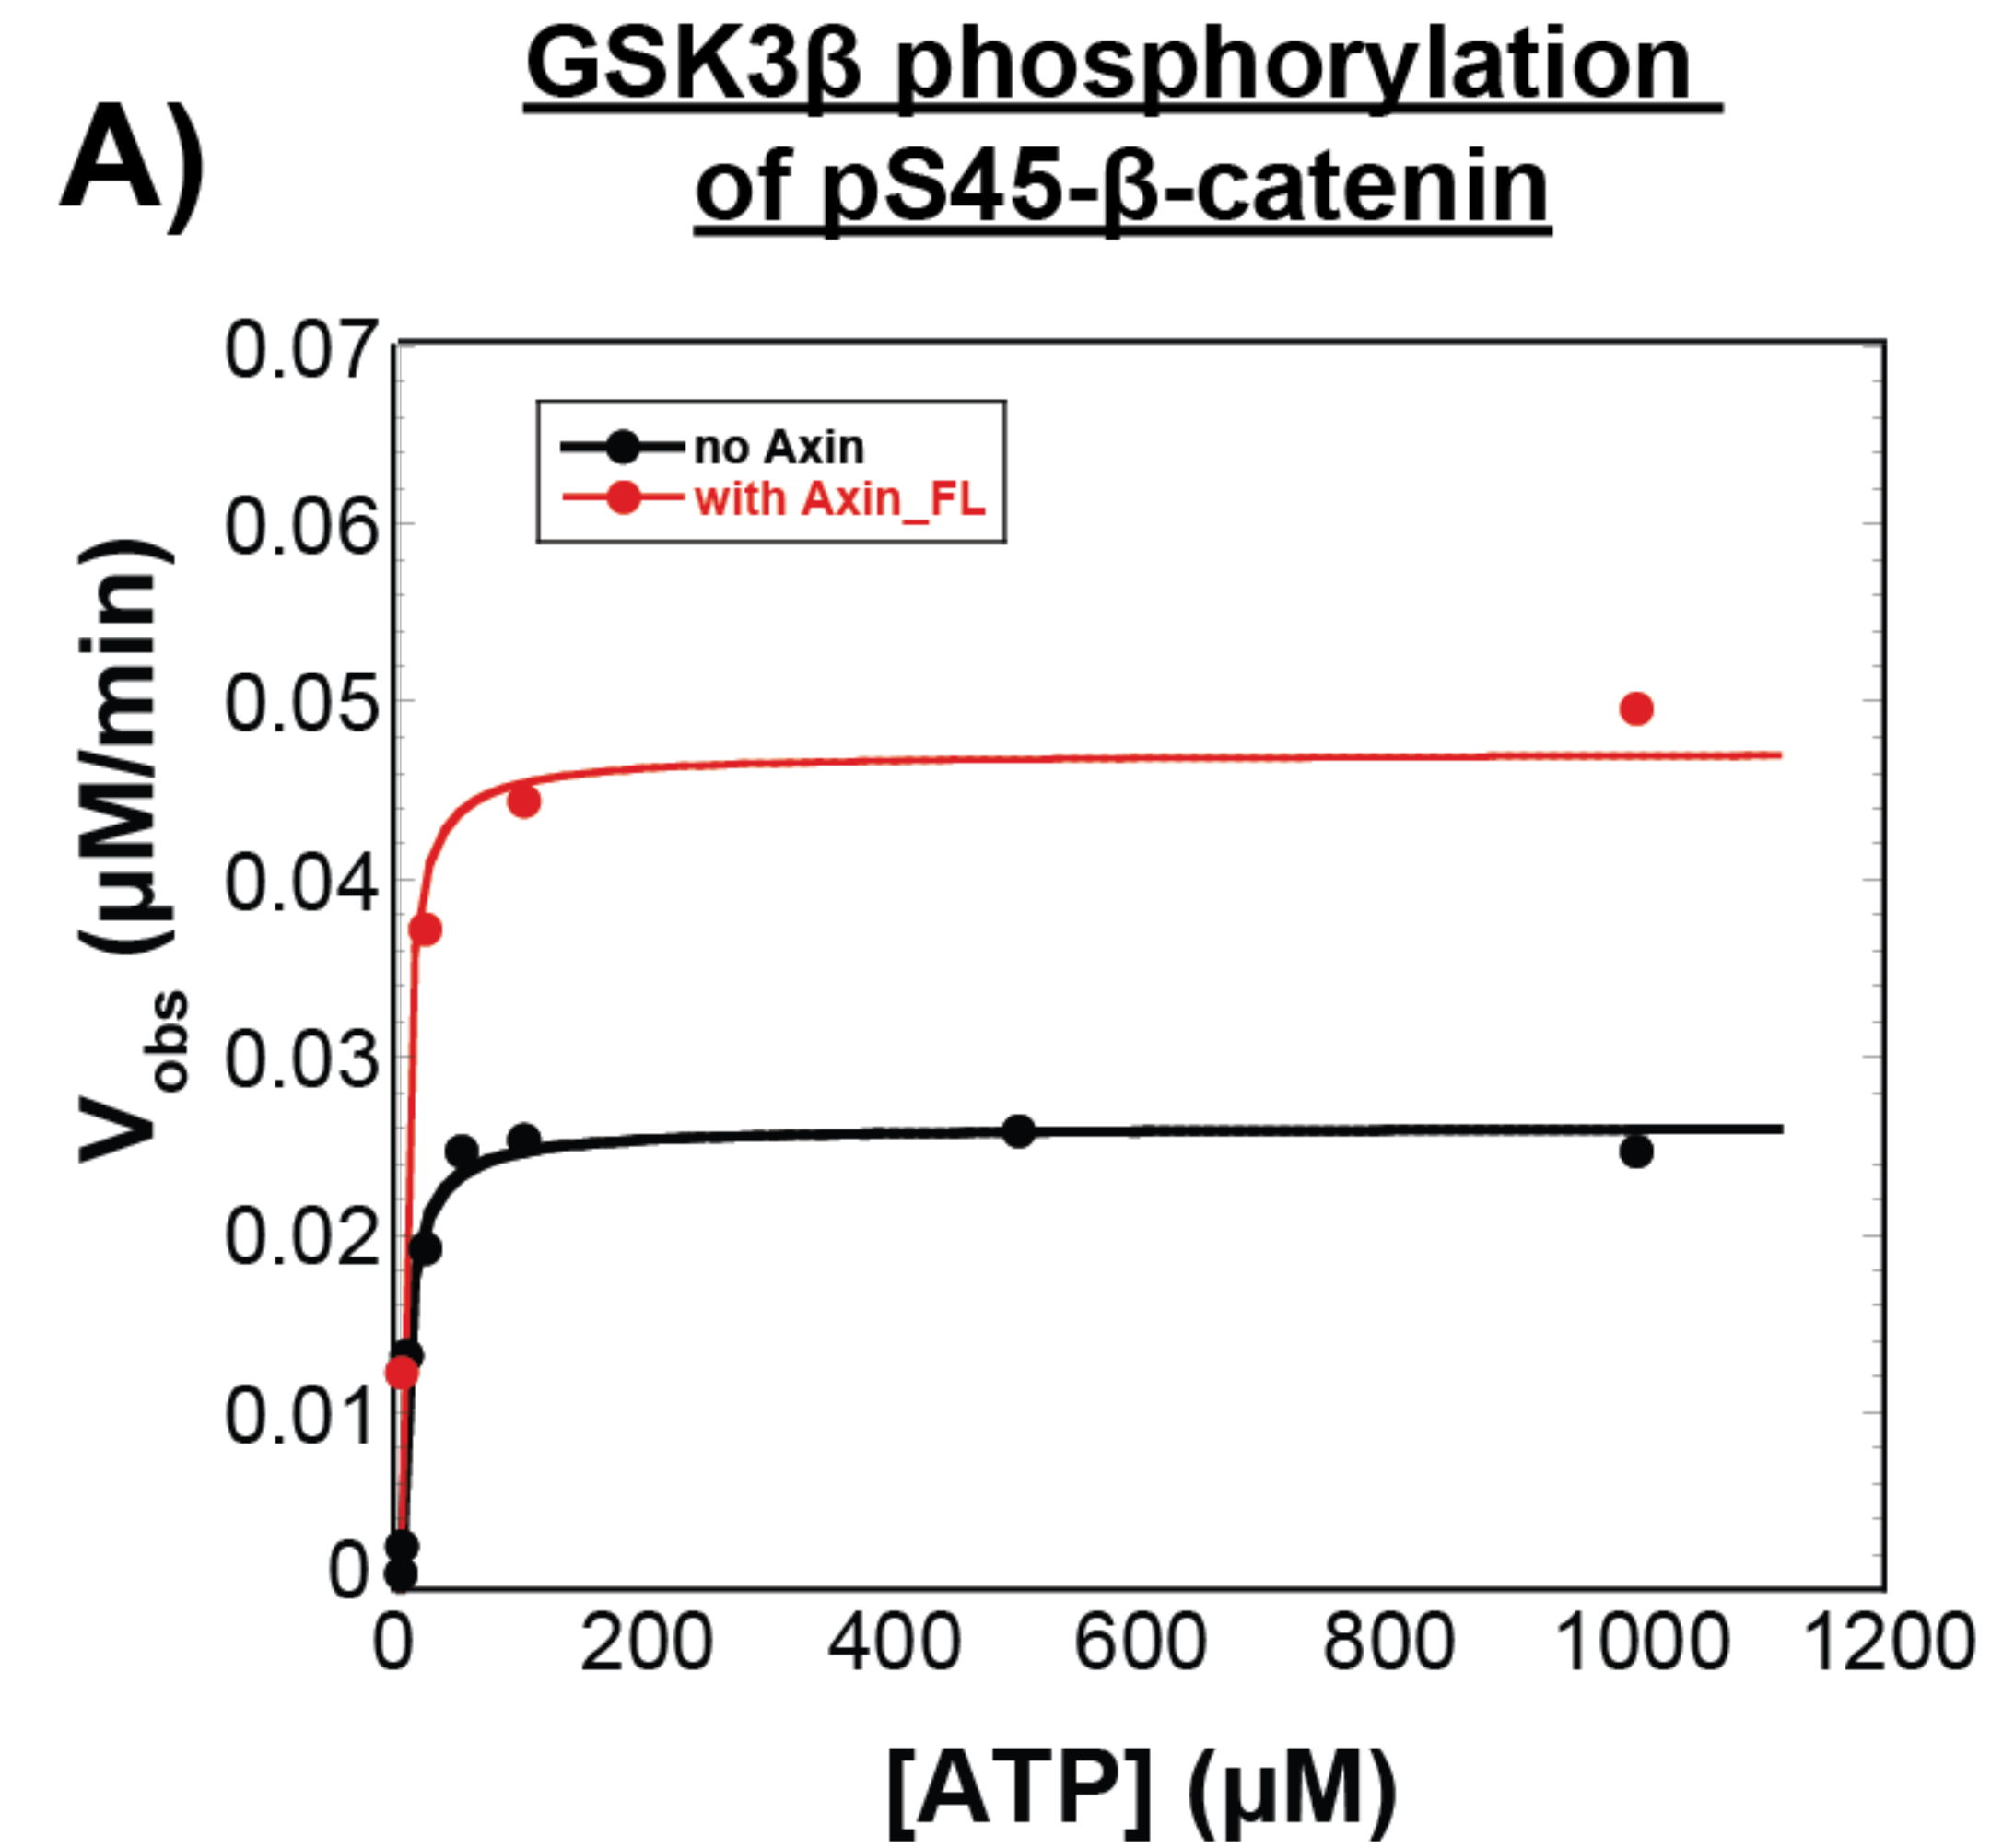 A)
GSK3β phosphorylation
of pS45-β-catenin
0.07
0.06
0.05
0.04
0.03
0.02
0.01
0
no Axin
with Axin_FL
V obs (μM/min)
0 200 400 600 800 1000 1200
[ATP] (μM)